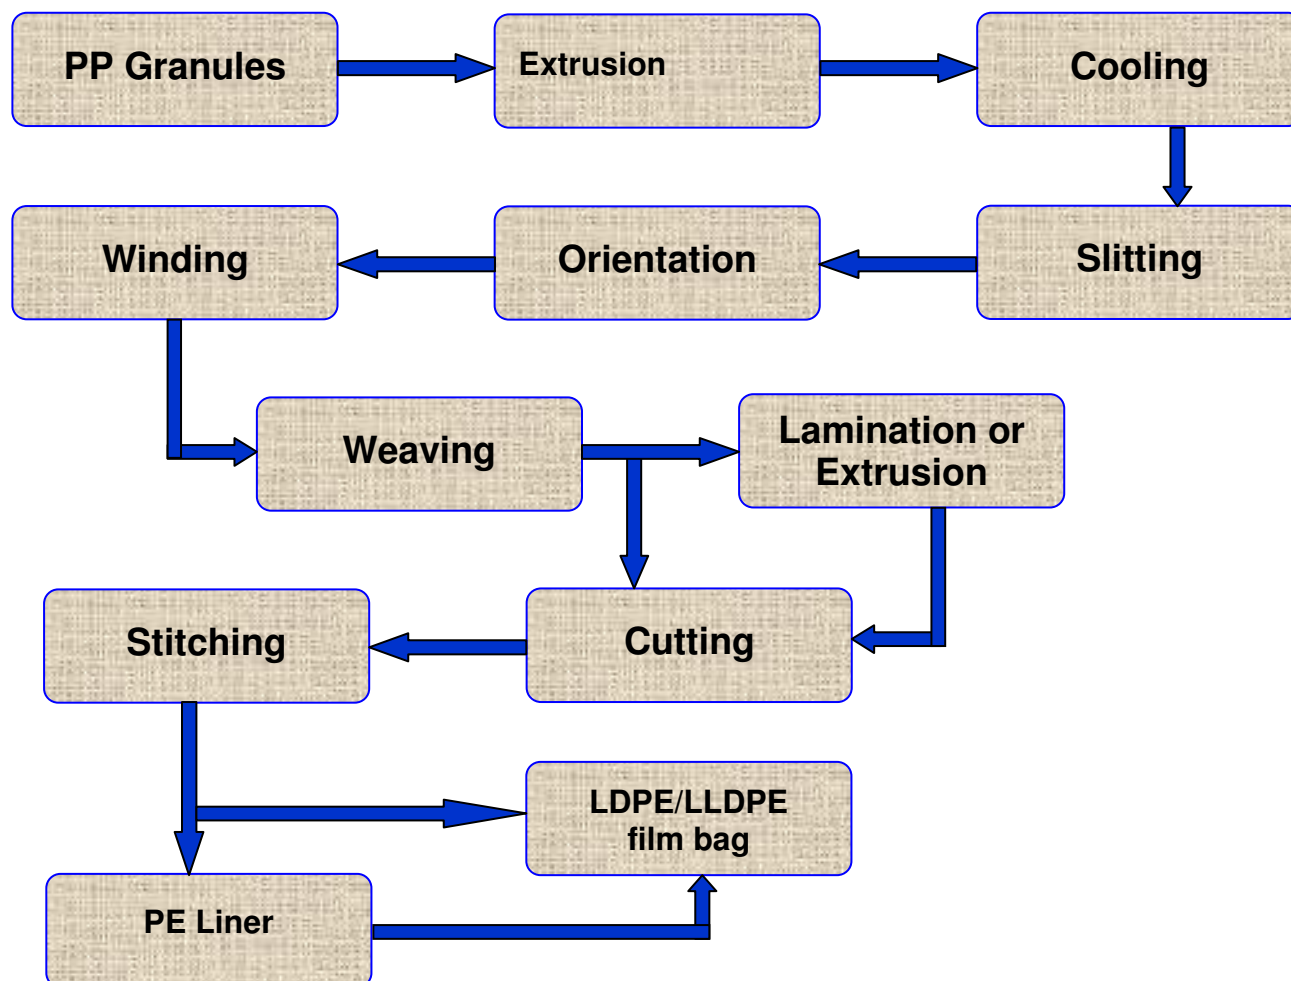 PP Granules
Extrusion
Cooling
Winding
Orientation
Slitting
Weaving
Lamination or
Extrusion
Stitching
Cutting
LDPE/LLDPE
film bag
PE Liner